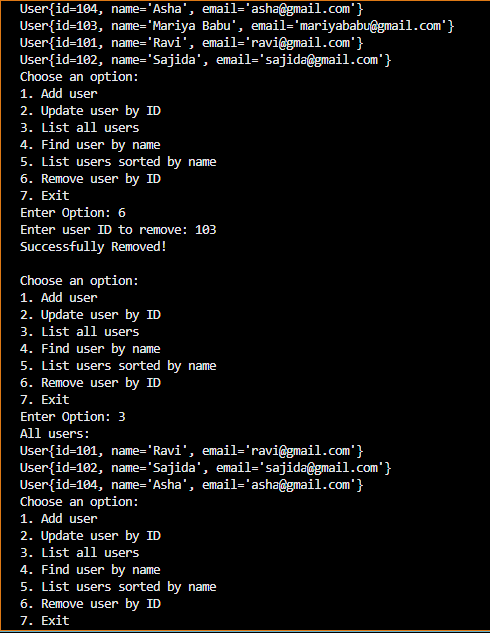 User{id=104, name='Asha', email='asha@gmail.com'}
User{id=103, name='Mariya Babu', email='mariyababu@gmail.com'}
User{id=101, name='Ravi', email='ravi@gmail.com'}
User{id=102, name='Sajida', email='sajida@gmail.com'}
Choose an option:
1. Add user
2. Update user by ID
3. List all users
4. Find user by name
5. List users sorted by name
6. Remove user by ID
7. Exit
Enter Option: 6
Enter user ID to remove: 103
Successfully Removed!
Choose an option:
1. Add user
2. Update user by ID
3. List all users
4. Find user by name
5. List users sorted by name
6. Remove user by ID
7. Exit
Enter Option: 3
All users:
User{id=101, name='Ravi', email='ravi@gmail.com'}
User{id=102, name='Sajida', email='sajida@gmail.com'}
User{id=104, name='Asha', email='asha@gmail.com'}
Choose an option:
1. Add user
2. Update user by ID
3. List all users
4. Find user by name
5. List users sorted by name
6. Remove user by ID
7. Exit